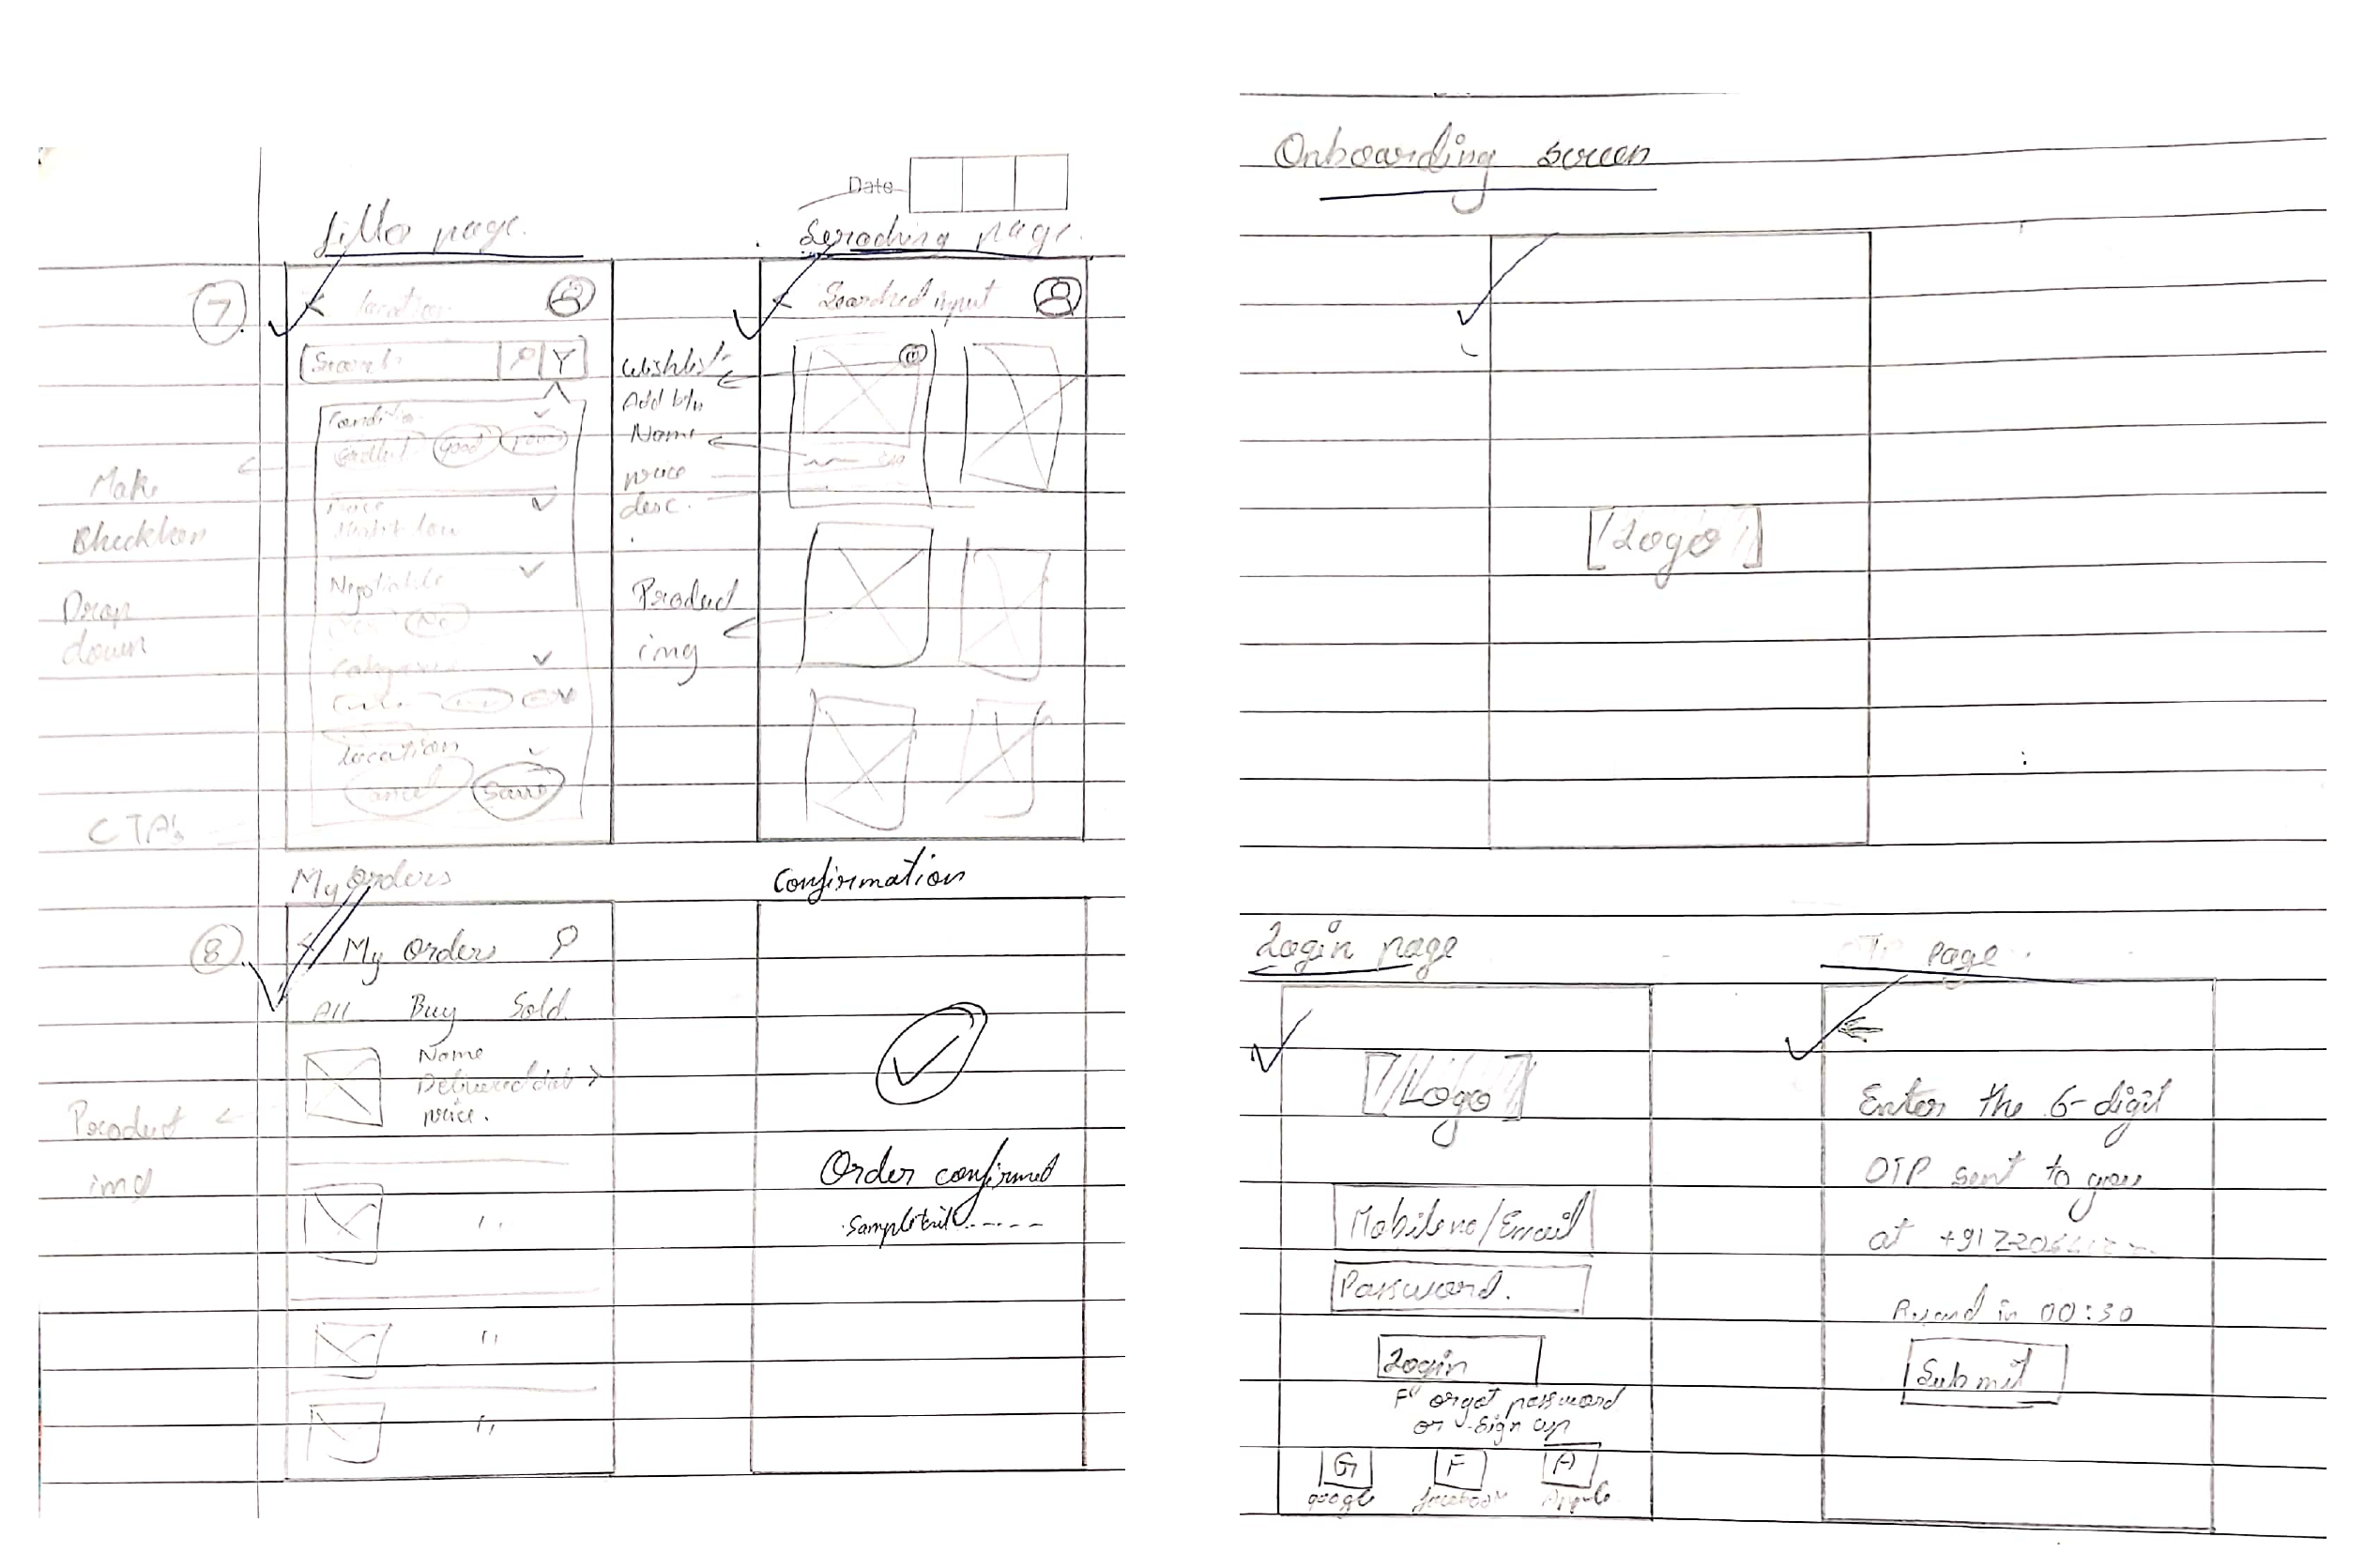 Date
filter page.
Searching page.
7
location
Searched input
Search
Wishlist
Add btn
Name
price
desc.
Condition
good
Make
Checkbox
Price
Negotiable
No
Drop
down
Product
img
Categories
location
Cancel
Save
CTA's
My orders
Confirmation
8
My orders
All Buy Sold
Name
Delivered date >
price.
Product
img
"
"
"
Order confirmed
Sample text------
Onboarding screen
Logo
Login page
OTP page.
Logo
Mobile no/Email
Password.
Login
Forgot password
or Sign up
G F A
google facebook Apple
Enter the 6-digit
OTP sent to you
at
Resend in 00:30
Submit